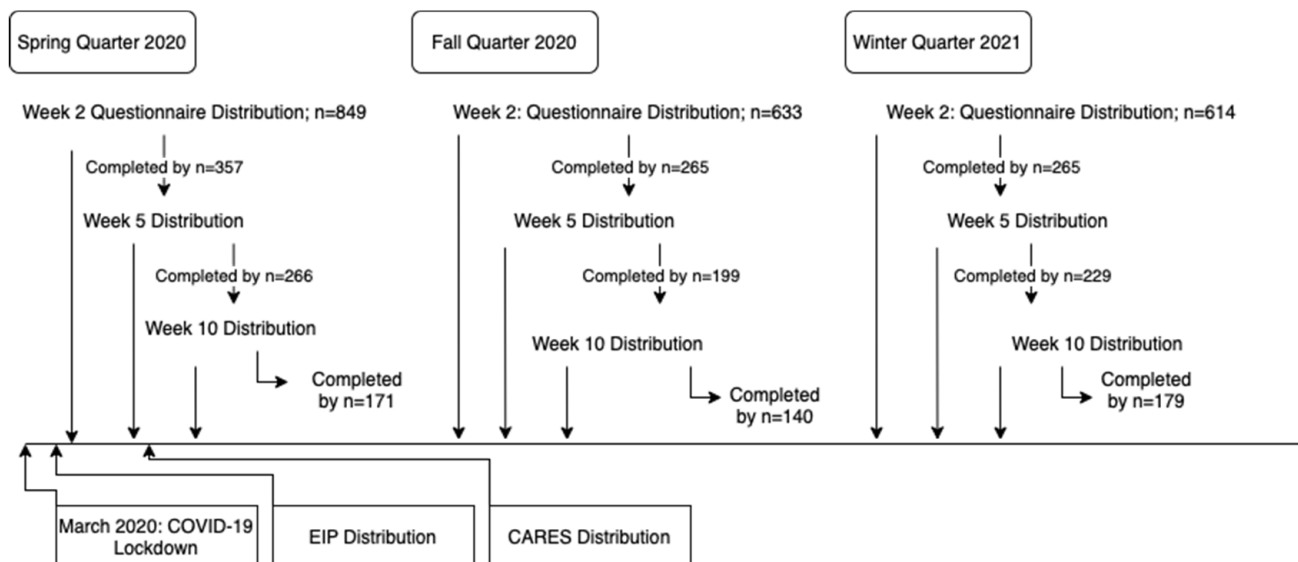 Spring Quarter 2020
Fall Quarter 2020
Winter Quarter 2021
Week 2 Questionnaire Distribution; n=849
Week 2: Questionnaire Distribution; n=633
Week 2: Questionnaire Distribution; n=614
Completed by n=357
Completed by n=265
Completed by n=265
Week 5 Distribution
Week 5 Distribution
Week 5 Distribution
Completed by n=266
Completed by n=199
Completed by n=229
Week 10 Distribution
Week 10 Distribution
Week 10 Distribution
Completed
by n=171
Completed
by n=140
Completed
by n=179
March 2020: COVID-19
Lockdown
EIP Distribution
CARES Distribution